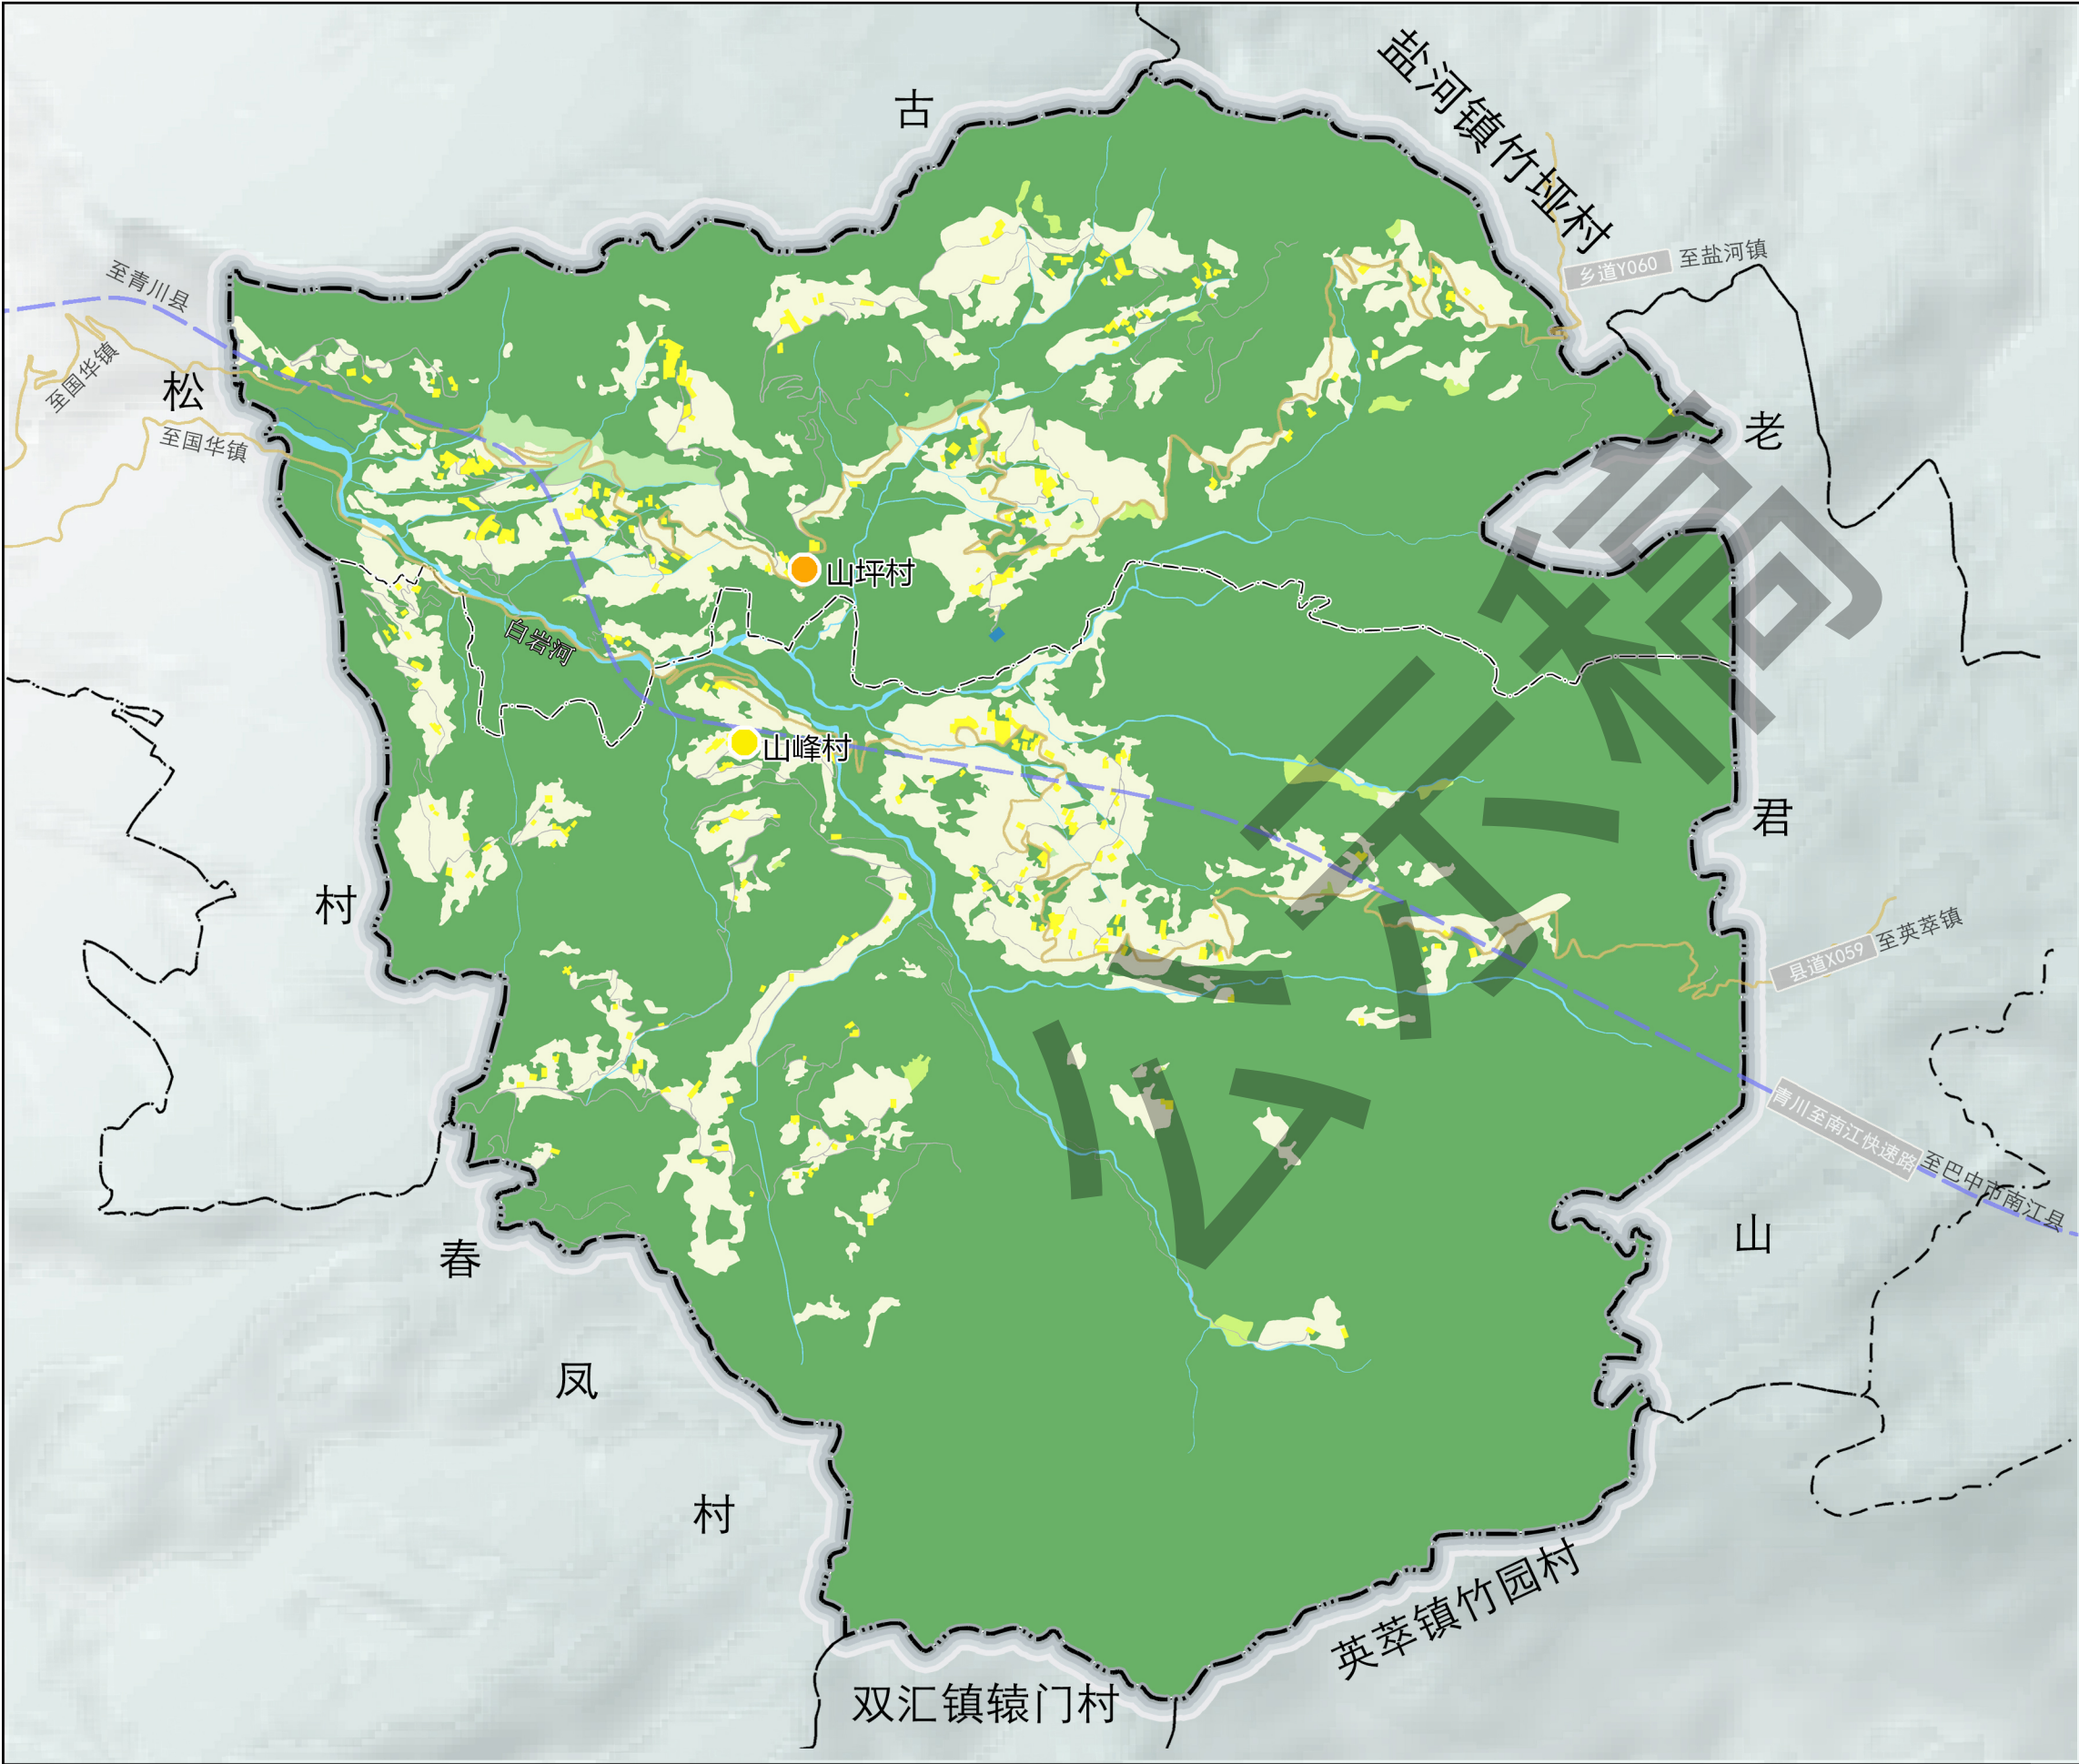 古
盐河镇竹垭村
乡道Y060
至盐河镇
至青川县
至国华镇
松
至国华镇
老
山坪村
白岩河
山峰村
君
村
县道X059
至英萃镇
青川至南江快速路
至巴中市南江县
山
春
凤
村
英萃镇竹园村
双汇镇辕门村
公示稿